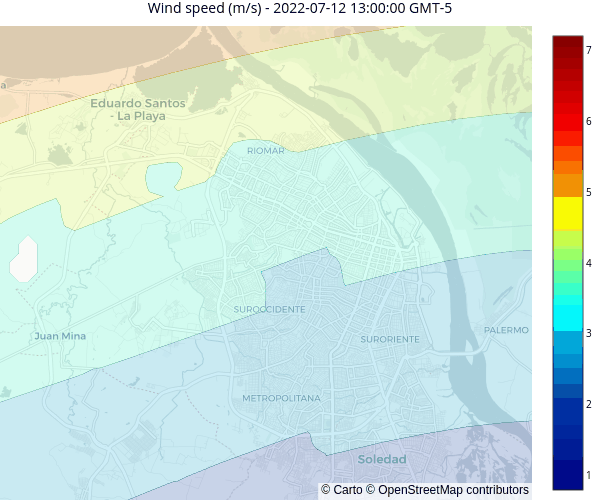 Wind speed (m/s) - 2022-07-12 13:00:00 GMT-5
7
a
Eduardo Santos
- La Playa
6
RIOMAR
5
4
SUROCCIDENTE
Juan Mina
SURORIENTE
PALERMO
3
METROPOLITANA
2
Soledad
1
© Carto © OpenStreetMap contributors